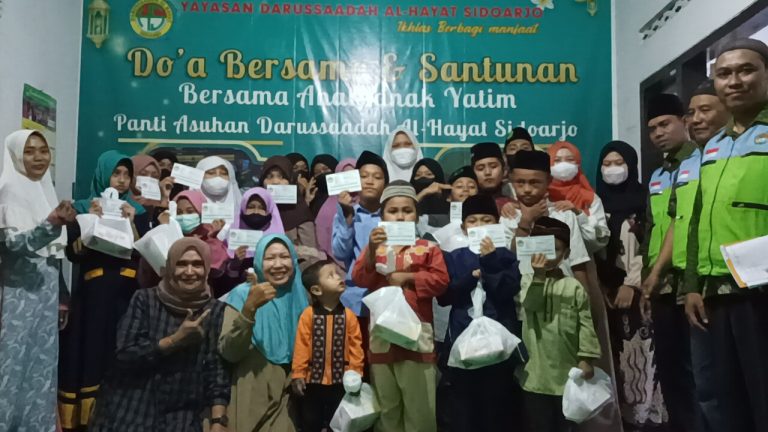 YAYASAN DARUSSAADAH AL-HAYAT SIDOARJO
Ikhlas Berbagi manfaat
Do'a Bersama & Santunan
Bersama Anak anak Yatim
Panti Asuhan Darussaadah Al-Hayat Sidoarjo